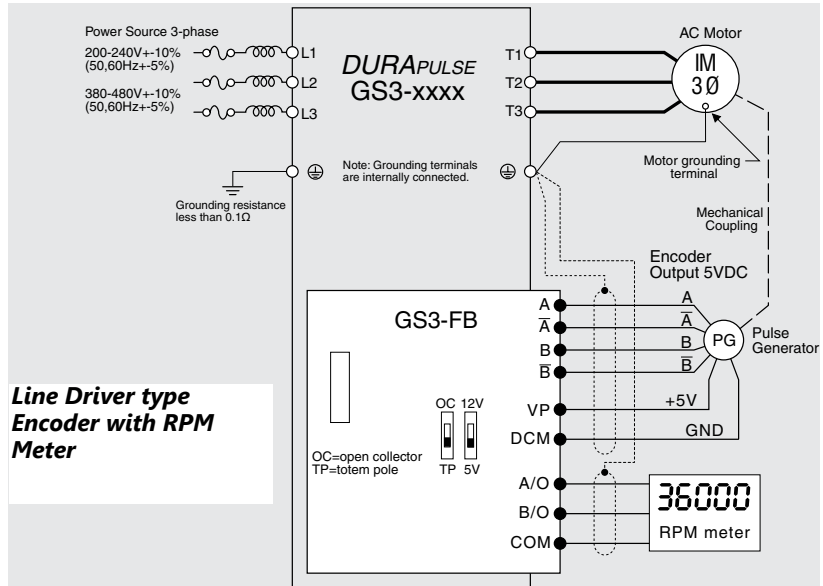 Power Source 3-phase
200-240V+-10%
(50,60Hz+-5%)
380-480V+-10%
(50,60Hz+-5%)
L1
L2
L3
DURAPULSE
GS3-xxxx
T1
T2
T3
AC Motor
IM
3Ø
Note: Grounding terminals
are internally connected.
Grounding resistance
less than 0.1Ω
Motor grounding
terminal
Mechanical
Coupling
Encoder
Output 5VDC
GS3-FB
A
A̅
B
B̅
VP
DCM
A/O
B/O
COM
A
A̅
B
B̅
+5V
GND
PG
Pulse
Generator
OC 12V
TP 5V
OC=open collector
TP=totem pole
Line Driver type
Encoder with RPM
Meter
36000
RPM meter